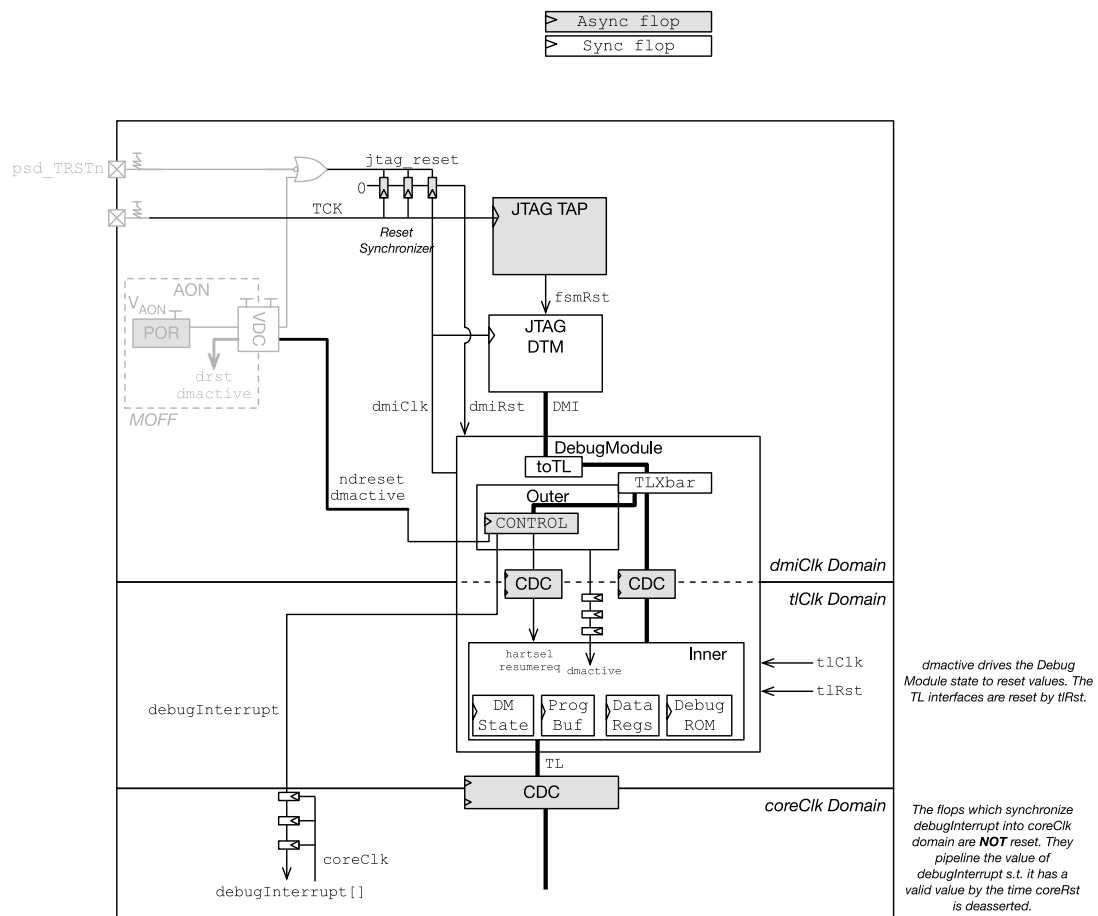 Async flop
Sync flop
psd_TRSTn
jtag_reset
0
TCK
Reset
Synchronizer
JTAG TAP
fsmRst
AON
VAON
POR
VDC
drst
dmactive
MOFF
JTAG
DTM
dmiClk
dmiRst
DMI
DebugModule
toTL
TLXbar
ndreset
dmactive
Outer
CONTROL
dmiClk Domain
CDC
CDC
tlClk Domain
hartsel
resumereq
dmactive
Inner
tlClk
tlRst
dmactive drives the Debug
Module state to reset values. The
TL interfaces are reset by tlRst.
debugInterrupt
DM
State
Prog
Buf
Data
Regs
Debug
ROM
TL
CDC
coreClk Domain
coreClk
debugInterrupt[]
The flops which synchronize
debugInterrupt into coreClk
domain are NOT reset. They
pipeline the value of
debugInterrupt s.t. it has a
valid value by the time coreRst
is deasserted.